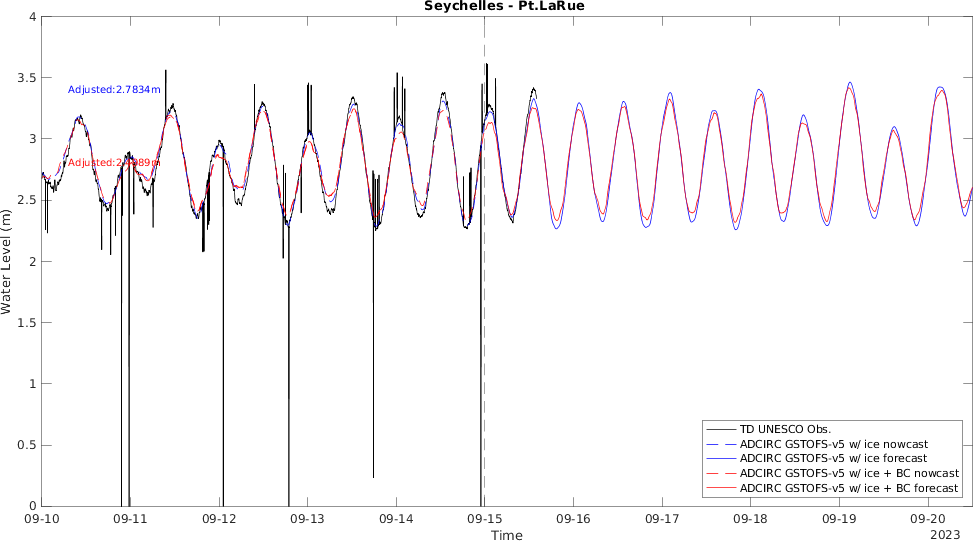 Seychelles - Pt.LaRue
4
3.5
3
2.5
2
1.5
1
0.5
0
Water Level (m)
Adjusted:2.7834m
09-10
09-11
09-12
09-13
09-14
09-15
09-16
09-17
09-18
09-19
09-20
Time
2023
TD UNESCO Obs.
ADCIRC GSTOFS-v5 w/ ice nowcast
ADCIRC GSTOFS-v5 w/ ice forecast
ADCIRC GSTOFS-v5 w/ ice + BC nowcast
ADCIRC GSTOFS-v5 w/ ice + BC forecast